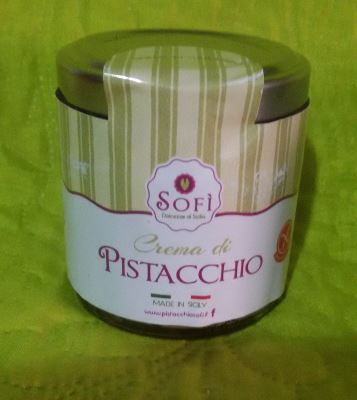 SOFÌ
Dolcezze di Sicilia
Crema di
PISTACCHIO
MADE IN SICILY